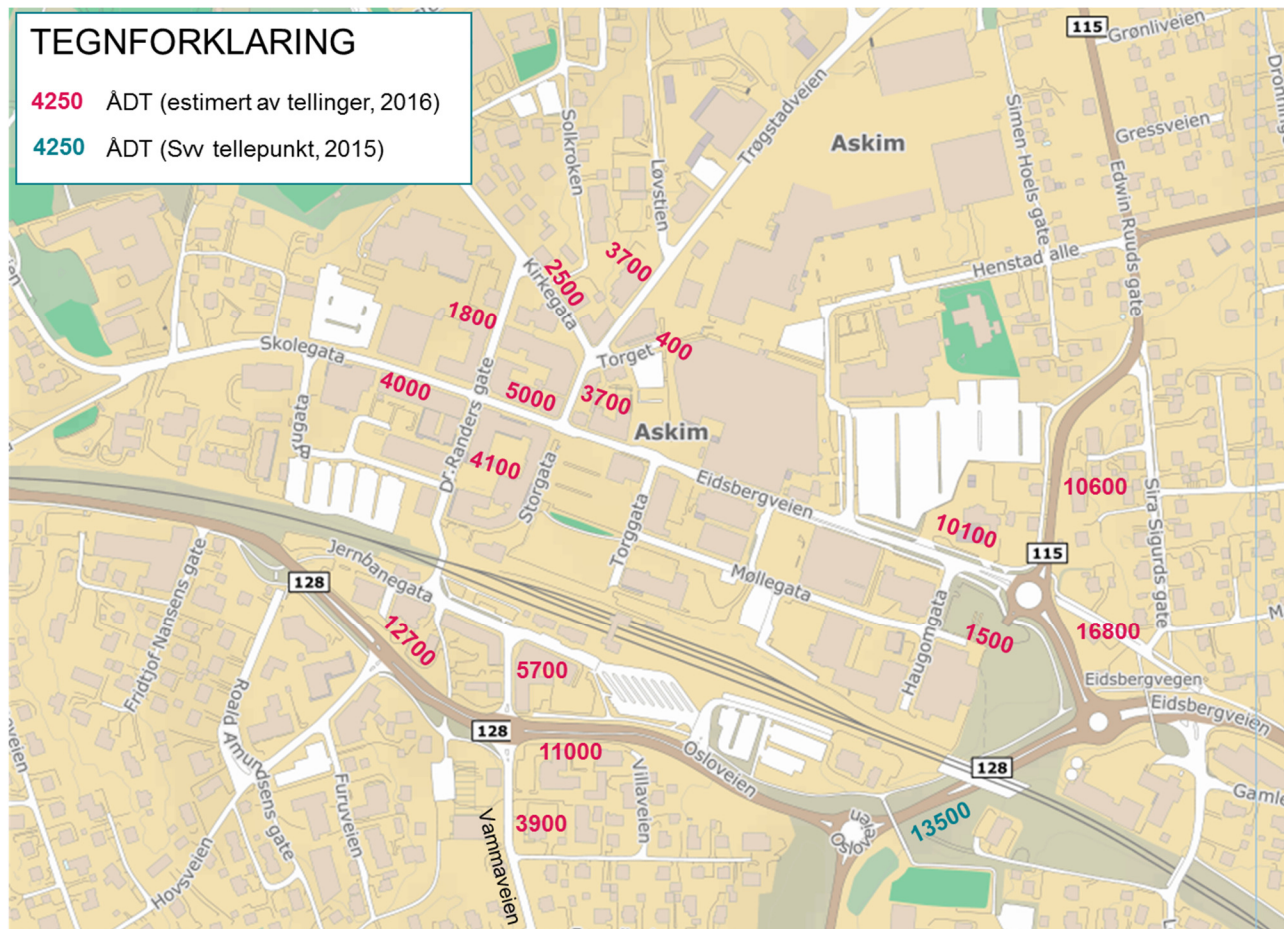 TEGNFORKLARING
4250 ÅDT (estimert av tellinger, 2016)
4250 ÅDT (Svv tellepunkt, 2015)
115
Grønliveien
Gressveien
Solkroken
Løvstien
Trøgstadveien
Askim
Simen Hoels gate
Edwin Ruuds gate
Henstad alle
Kirkegata
2500
3700
1800
Torget
400
Skolegata
4000
5000
3700
Askim
Dr. Randers gate
Brugata
4100
Storgata
Torggata
Eidsbergveien
10600
Sira Sigurds gate
10100
115
Fridtjof Nansens gate
Jernbanegata
128
Møllegata
12700
5700
Haugomgata
1500
16800
Eidsbergvegen
Eidsbergveien
Roald Amundsens gate
128
11000
Osloveien
128
Villaveien
Furuveien
Vammaveien
3900
13500
Osloveien
Hovsveien